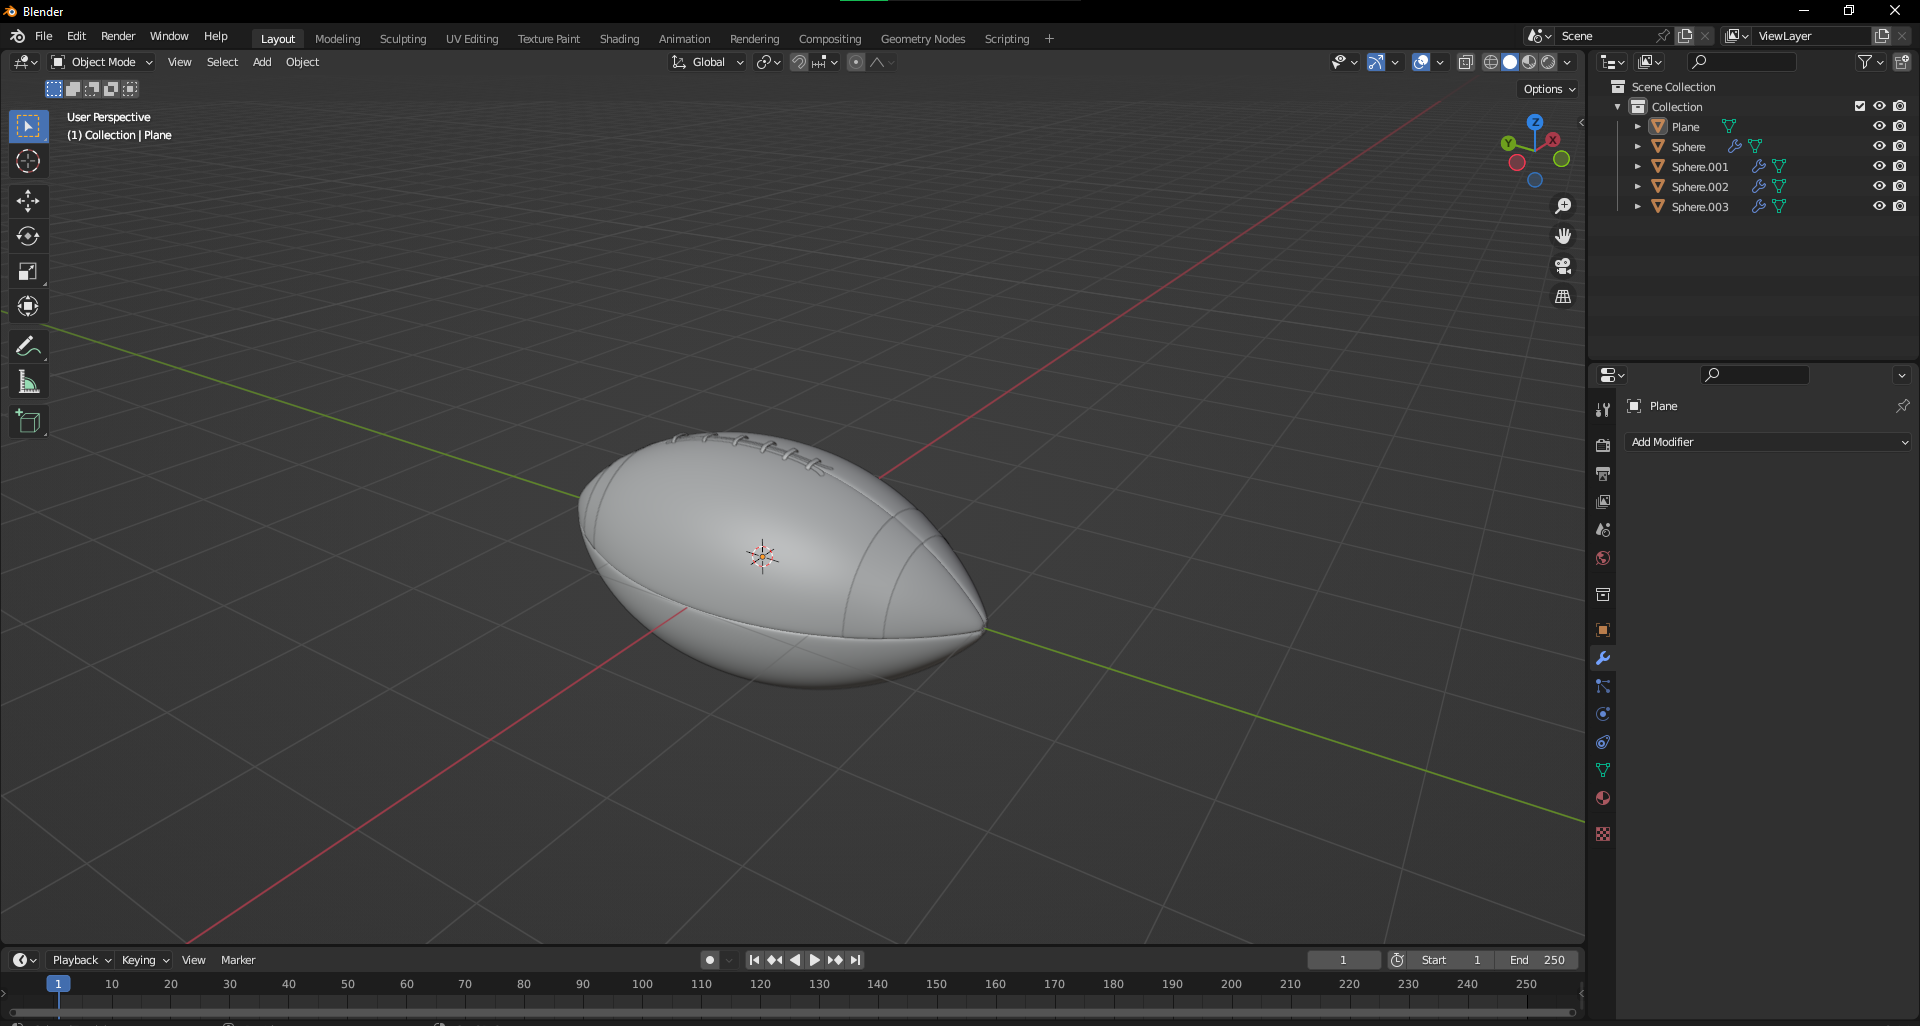 Blender
File Edit Render Window Help Layout Modeling Sculpting UV Editing Texture Paint Shading Animation Rendering Compositing Geometry Nodes Scripting + Scene ViewLayer
Object Mode View Select Add Object Global
Options
User Perspective
(1) Collection | Plane
Z
Y
X
Scene Collection
Collection
Plane
Sphere
Sphere.001
Sphere.002
Sphere.003
Plane
Add Modifier
Playback Keying View Marker 1 Start 1 End 250
1 10 20 30 40 50 60 70 80 90 100 110 120 130 140 150 160 170 180 190 200 210 220 230 240 250